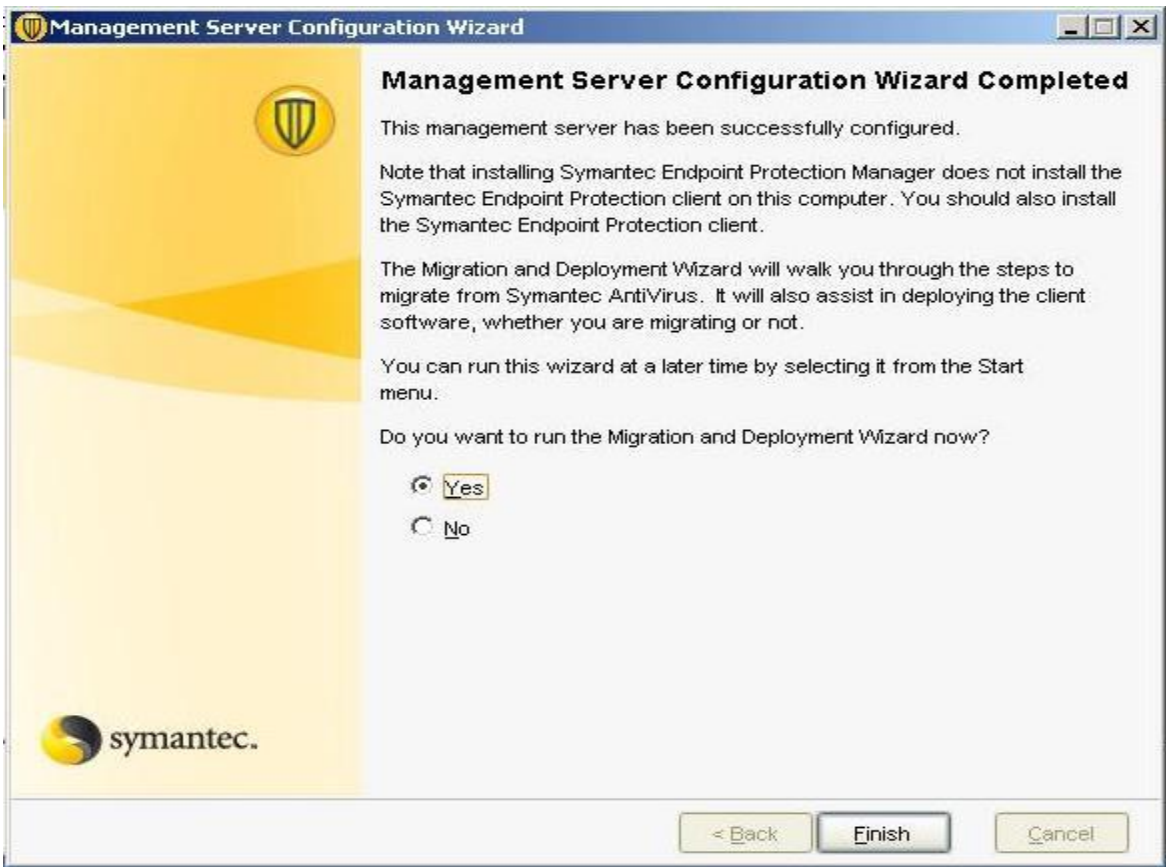 Management Server Configuration Wizard
Management Server Configuration Wizard Completed
This management server has been successfully configured.
Note that installing Symantec Endpoint Protection Manager does not install the
Symantec Endpoint Protection client on this computer. You should also install
the Symantec Endpoint Protection client.
The Migration and Deployment Wizard will walk you through the steps to
migrate from Symantec AntiVirus. It will also assist in deploying the client
software, whether you are migrating or not.
You can run this wizard at a later time by selecting it from the Start
menu.
Do you want to run the Migration and Deployment Wizard now?
Yes
No
symantec.
< Back
Finish
Cancel